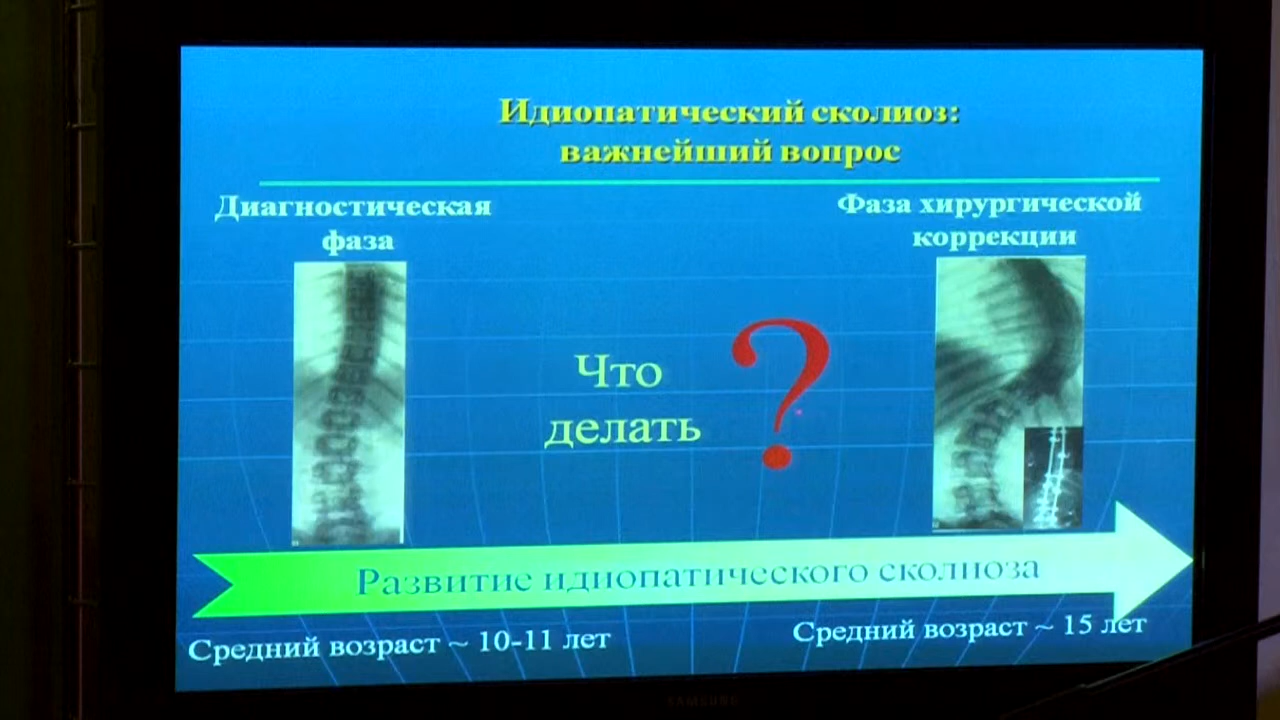 Идиопатический сколиоз:
важнейший вопрос
Диагностическая
фаза
Фаза хирургической
коррекции
Что
делать
?
Развитие идиопатического сколиоза
Средний возраст ~ 10-11 лет
Средний возраст ~ 15 лет
SAMSUNG